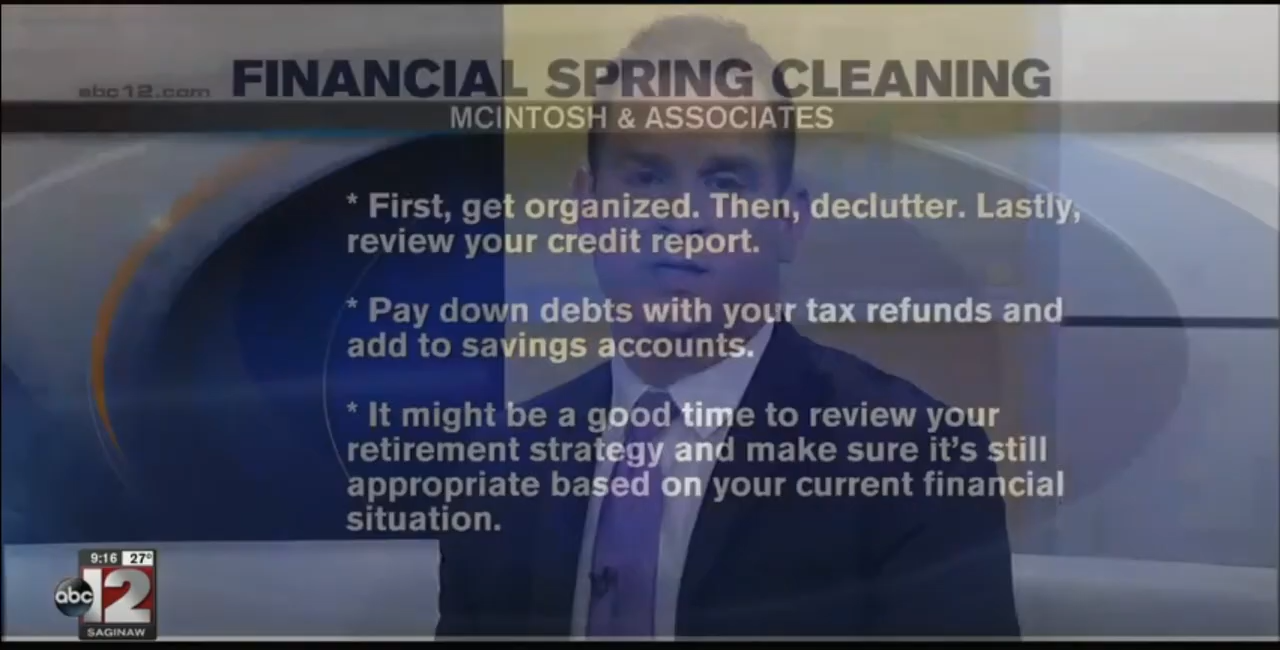 abc12.com
FINANCIAL SPRING CLEANING
MCINTOSH & ASSOCIATES
* First, get organized. Then, declutter. Lastly,
review your credit report.
* Pay down debts with your tax refunds and
add to savings accounts.
* It might be a good time to review your
retirement strategy and make sure it's still
appropriate based on your current financial
situation.
9:16 27°
abc 12
SAGINAW